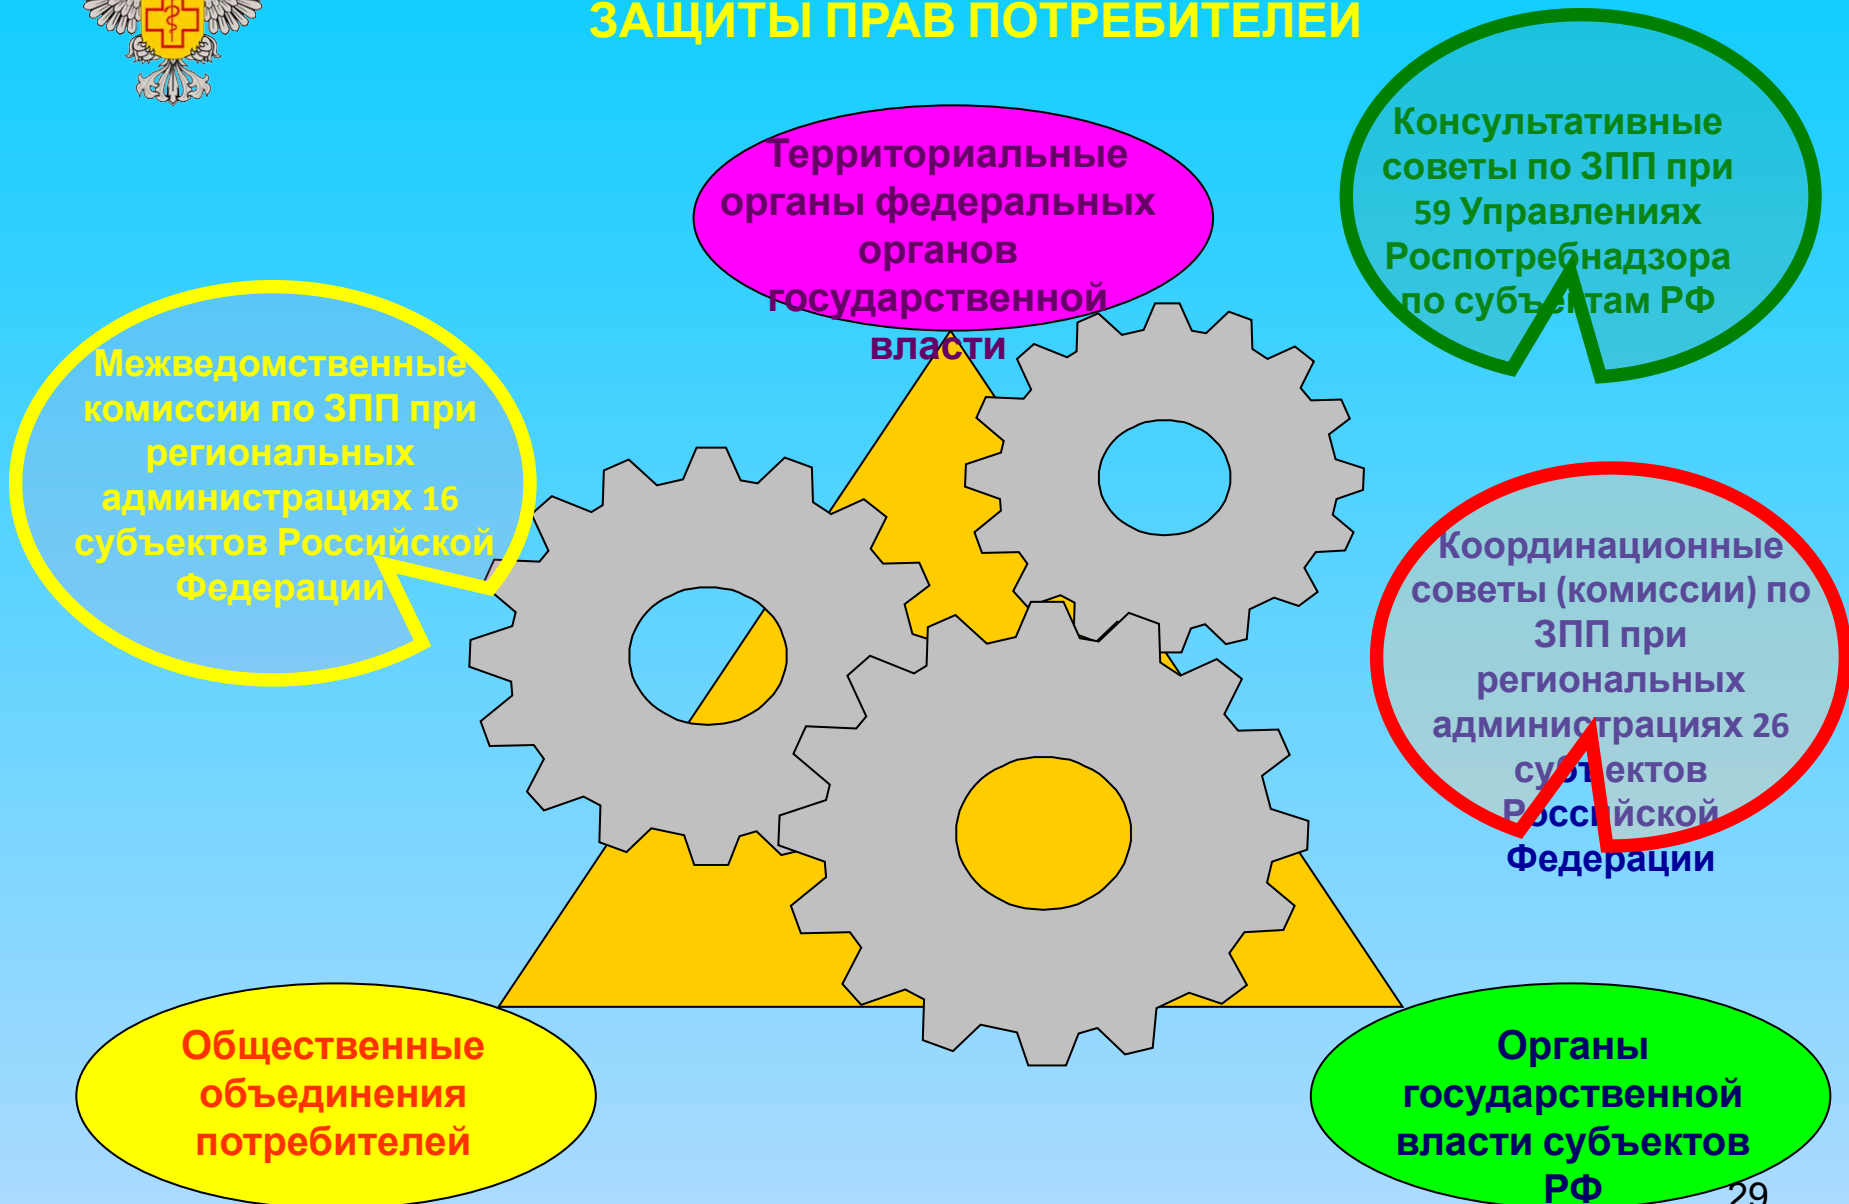 ЗАЩИТЫ ПРАВ ПОТРЕБИТЕЛЕЙ
Территориальные
органы федеральных
органов
государственной
власти
Консультативные
советы по ЗПП при
59 Управлениях
Роспотребнадзора
по субъектам РФ
Межведомственные
комиссии по ЗПП при
региональных
администрациях 16
субъектов Российской
Федерации
Координационные
советы (комиссии) по
ЗПП при
региональных
администрациях 26
субъектов
Российской
Федерации
Общественные
объединения
потребителей
Органы
государственной
власти субъектов
РФ
29